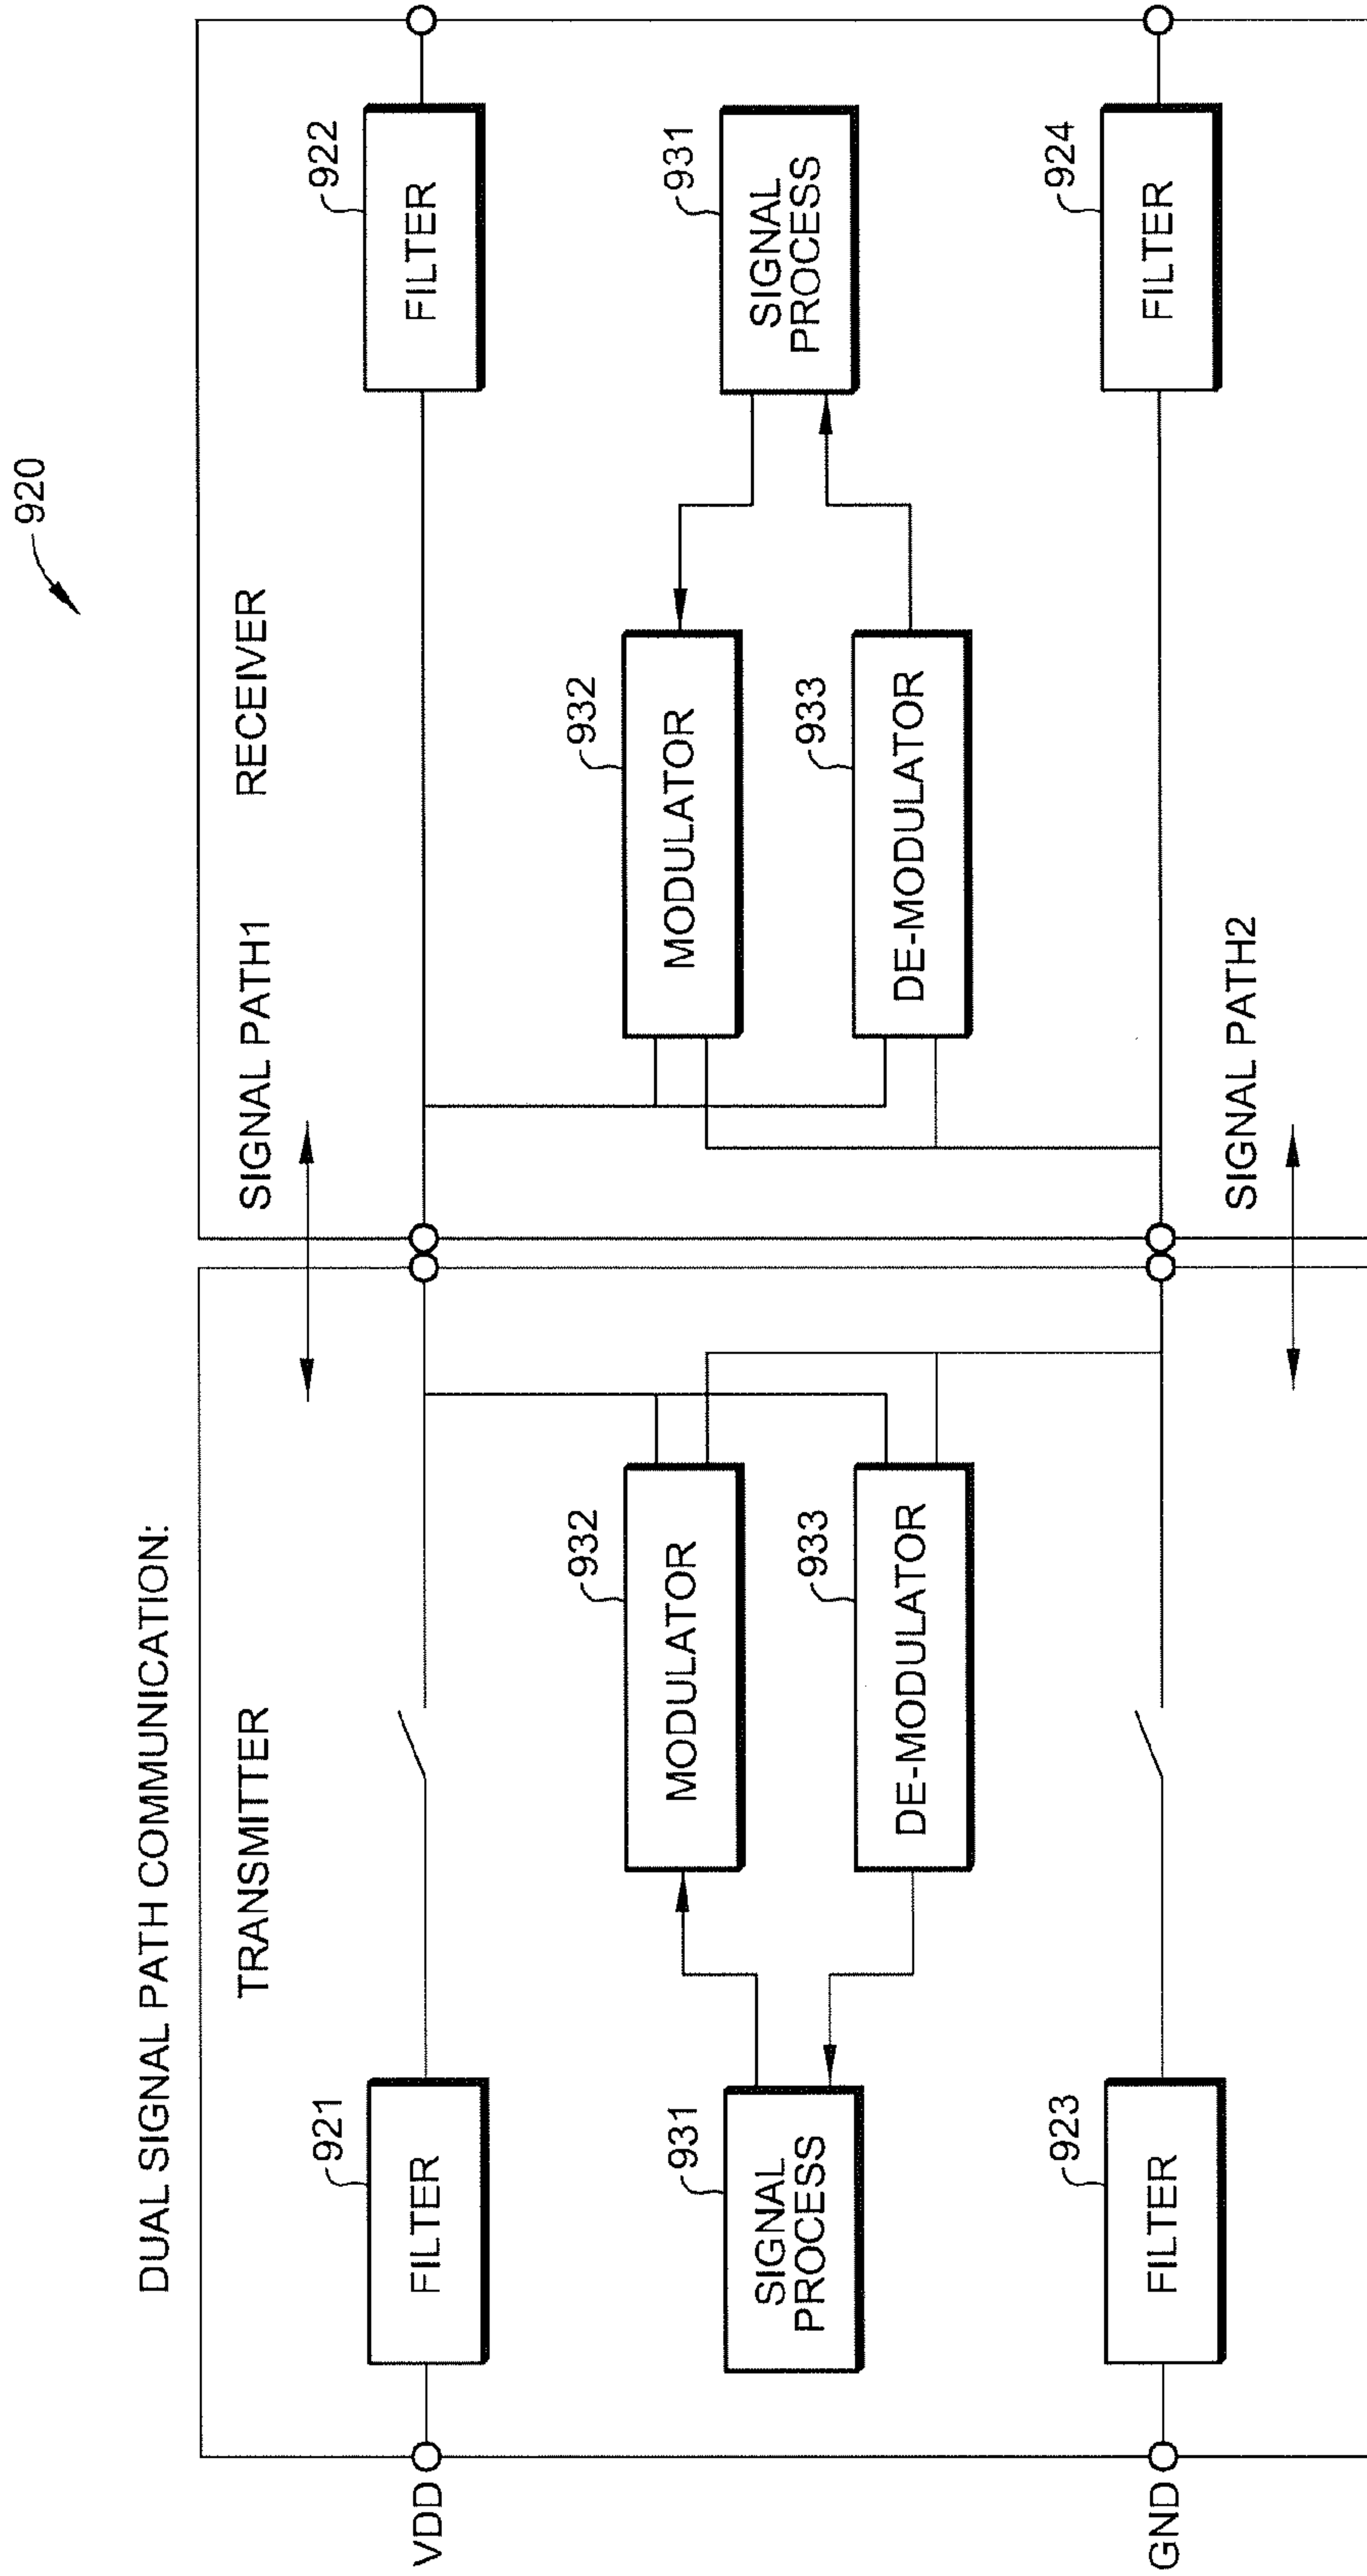 920
DUAL SIGNAL PATH COMMUNICATION:
TRANSMITTER
SIGNAL PATH1
RECEIVER
VDD
921
FILTER
922
FILTER
932
MODULATOR
932
MODULATOR
931
SIGNAL
PROCESS
931
SIGNAL
PROCESS
933
DE-MODULATOR
933
DE-MODULATOR
GND
923
FILTER
924
FILTER
SIGNAL PATH2